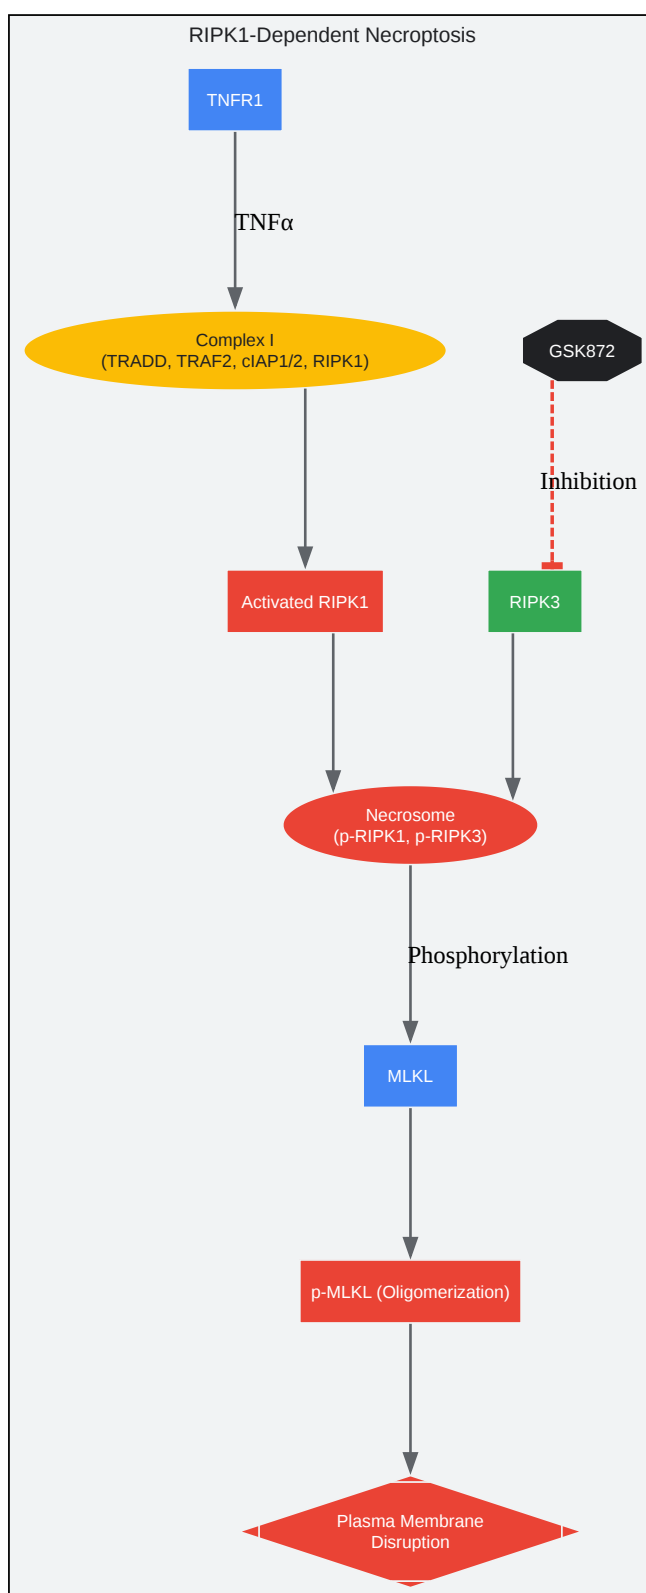 RIPK1-Dependent Necroptosis
TNFR1
TNFα
Complex I
(TRADD, TRAF2, cIAP1/2, RIPK1)
GSK872
Inhibition
Activated RIPK1
RIPK3
Necrosome
(p-RIPK1, p-RIPK3)
Phosphorylation
MLKL
p-MLKL (Oligomerization)
Plasma Membrane
Disruption